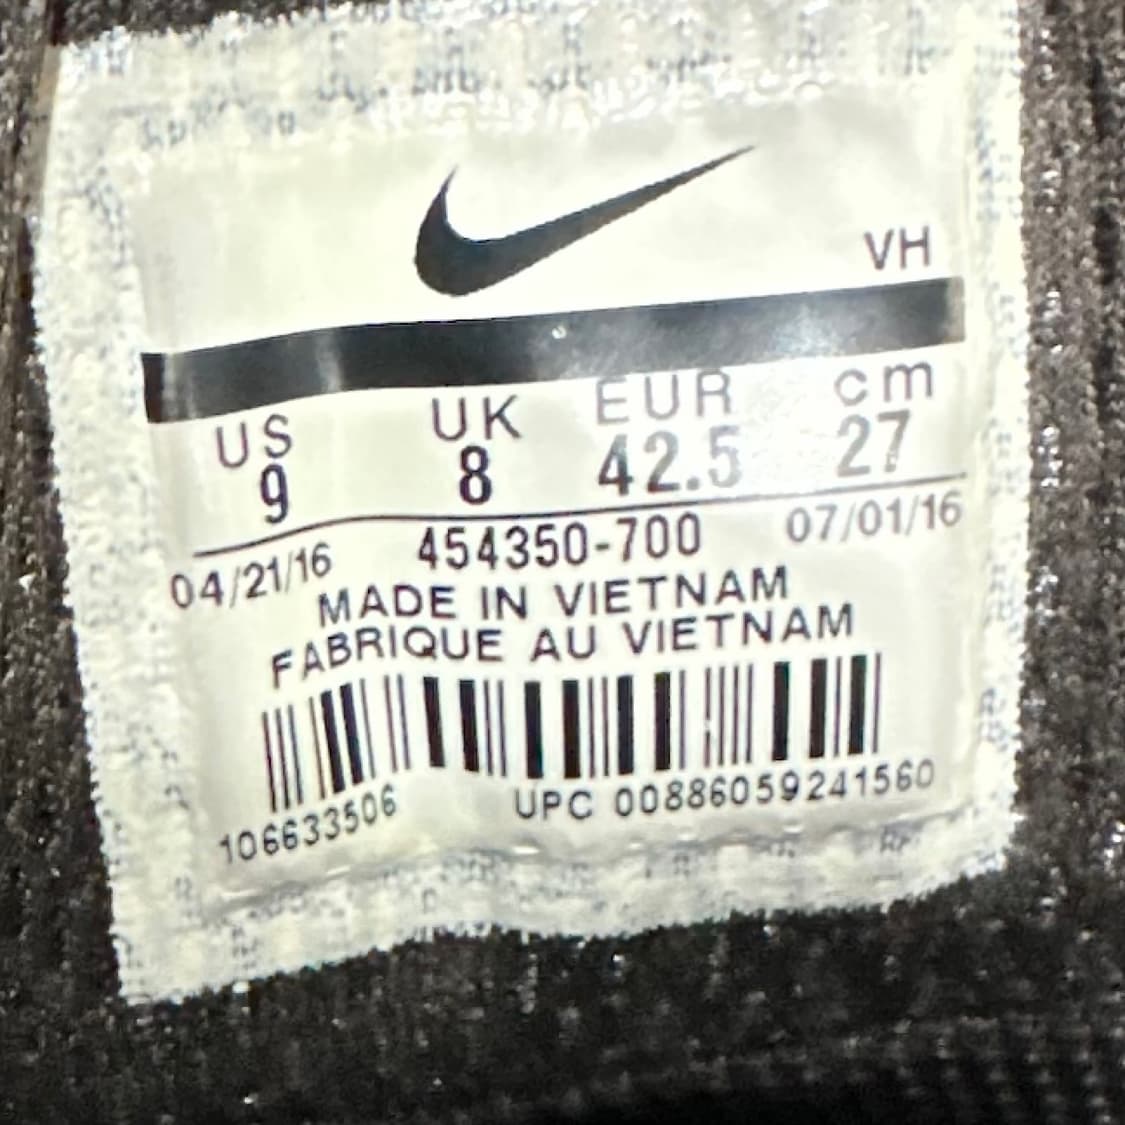 VH
US UK EUR cm
9 8 42.5 27
04/21/16 454350-700 07/01/16
MADE IN VIETNAM
FABRIQUE AU VIETNAM
106633506 UPC 00886059241560